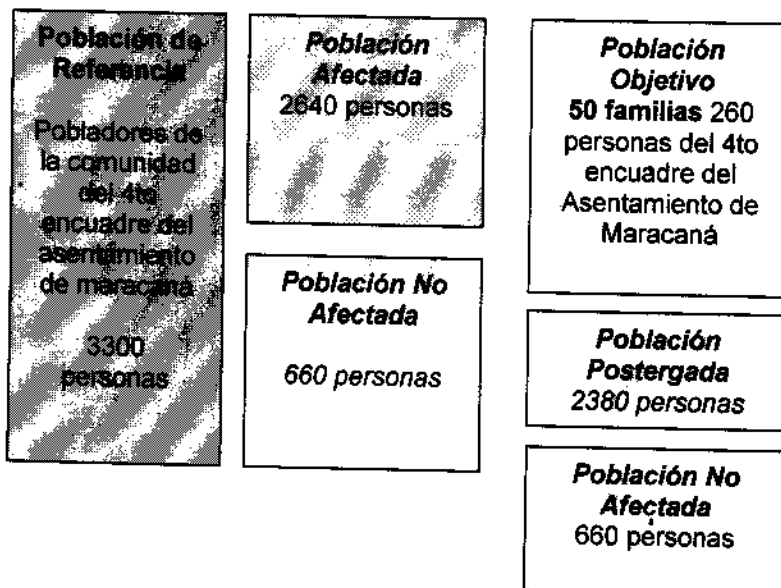 Población de
Referencia
Pobladores de
la comunidad
del 4to
encuadre del
asentamiento
de maracaná
3300
personas
Población
Afectada
2640 personas
Población No
Afectada
660 personas
Población
Objetivo
50 familias 260
personas del 4to
encuadre del
Asentamiento de
Maracaná
Población
Postergada
2380 personas
Población No
Afectada
660 personas